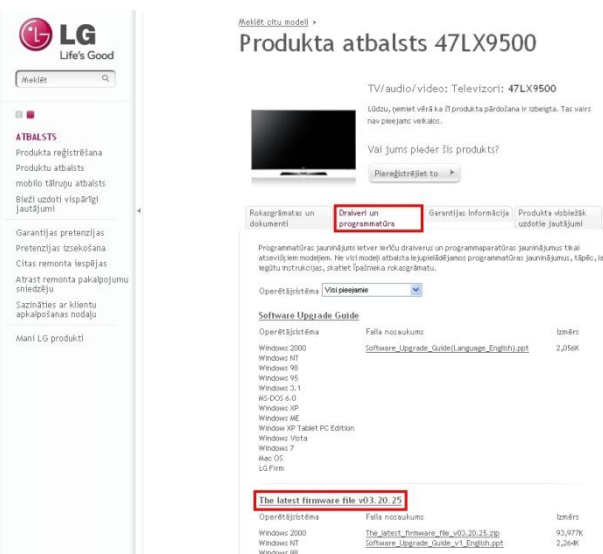 LG
Life's Good
Meklēt
ATBALSTS
Produkta reģistrēšana
Produktu atbalsts
mobilo tālruņu atbalsts
Bieži uzdoti vispārīgi
jautājumi
Garantijas pretenzijas
Pretenzijas izsekošana
Citas remonta iespējas
Atrast remonta pakalpojumu
sniedzēju
Sazināties ar klientu
apkalpošanas nodaļu
Mani LG produkti
Meklēt citu modeli
Produkta atbalsts 47LX9500
TV/audio/video: Televizori: 47LX9500
Lūdzu, ņemiet vērā ka šī produkta pārdošana ir izbeigta. Tas vairs
nav pieejams veikalos.
Vai jums pieder šis produkts?
Piereģistrējiet to
Rokasgrāmatas un
dokumenti
Draiveri un
programmatūra
Garantijas informācija
Produkta visbiežāk
uzdotie jautājumi
Programmatūras jauninājumi ietver ierīču draiverus un programmaparatūras jauninājumus tikai
atsevišķiem modeļiem. Ne visi modeļi atbalsta lejupielādējamos programmatūras jauninājumus, tāpēc, la
iegūtu instrukcijas, skatiet īpašnieka rokasgrāmatu.
Operētājsistēma Visi pieejamie
Software Upgrade Guide
Operētājsistēma Faila nosaukums Izmērs
Windows 2000 Software_Upgrade_Guide(Language_English).ppt 2,056K
Windows NT
Windows 98
Windows 95
Windows 3.1
MS-DOS 6.0
Windows XP
Windows ME
Window XP Tablet PC Edition
Windows Vista
Windows 7
Mac OS
LG Firm
The latest firmware file v03.20.25
Operētājsistēma Faila nosaukums Izmērs
Windows 2000 The_latest_firmware_file_v03.20.25.zip 93,977K
Windows NT Software_Upgrade_Guide_v1_English.ppt 2,264K
Windows 98